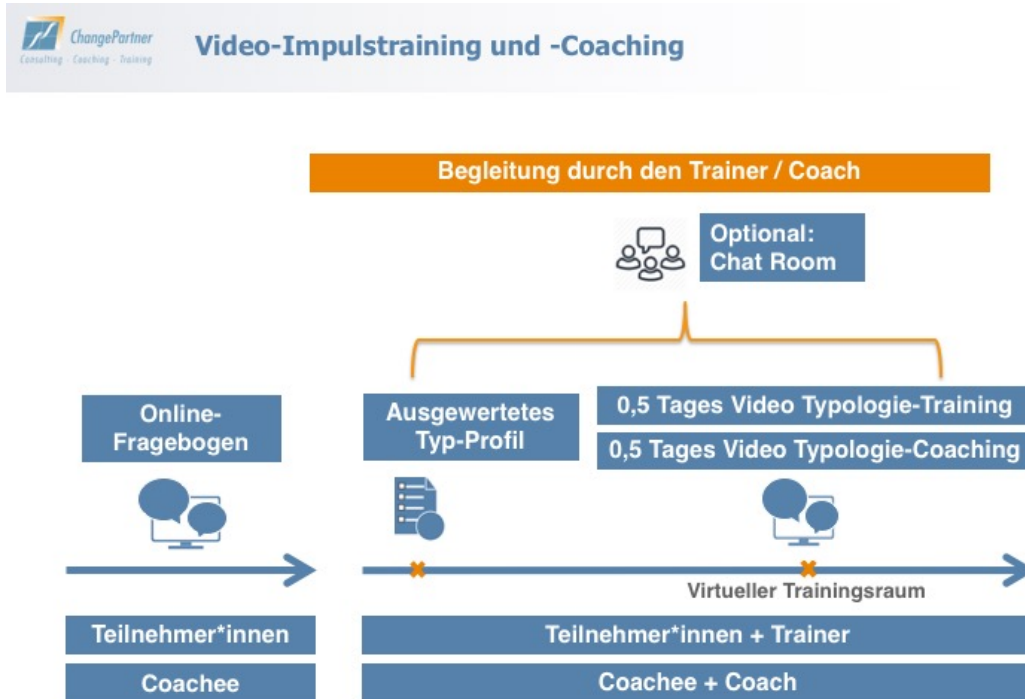 ChangePartner
Consulting - Coaching - Training
Video-Impulstraining und -Coaching
Begleitung durch den Trainer / Coach
Optional:
Chat Room
Online-
Fragebogen
Ausgewertetes
Typ-Profil
0,5 Tages Video Typologie-Training
0,5 Tages Video Typologie-Coaching
Virtueller Trainingsraum
Teilnehmer*innen
Teilnehmer*innen + Trainer
Coachee
Coachee + Coach